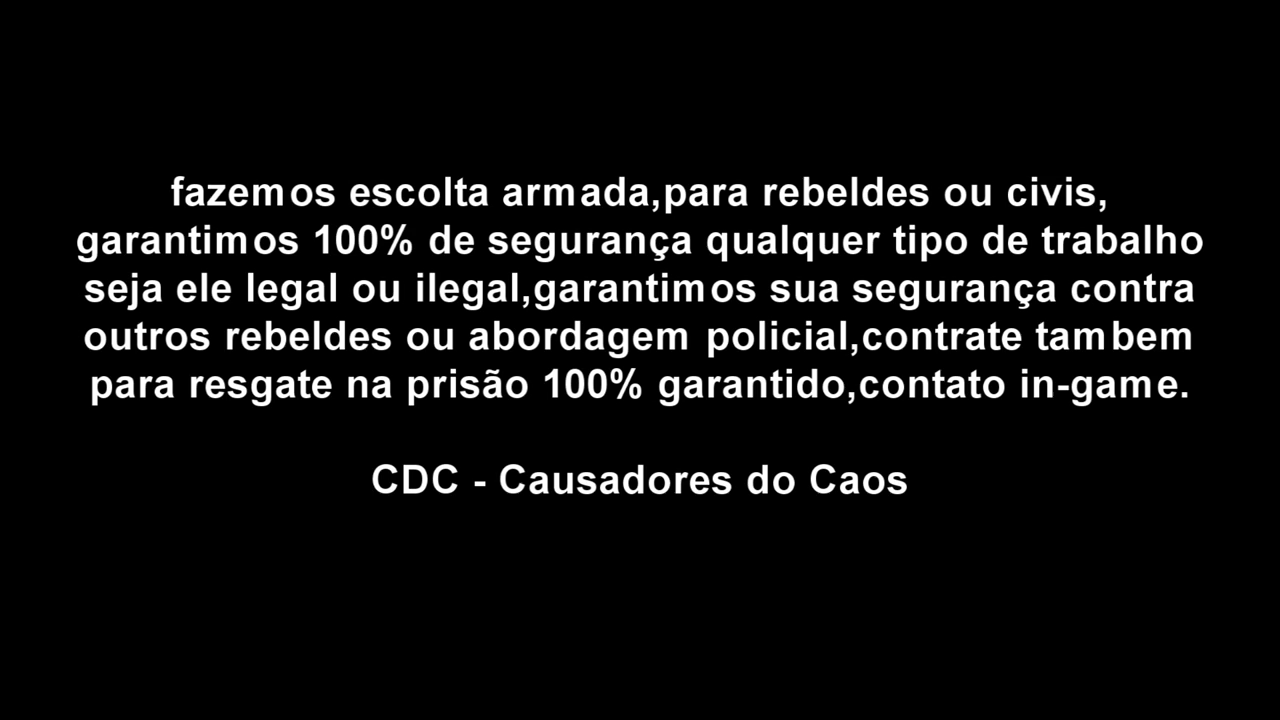 fazemos escolta armada,para rebeldes ou civis,
garantimos 100% de segurança qualquer tipo de trabalho
seja ele legal ou ilegal,garantimos sua segurança contra
outros rebeldes ou abordagem policial,contrate tambem
para resgate na prisão 100% garantido,contato in-game.
CDC - Causadores do Caos